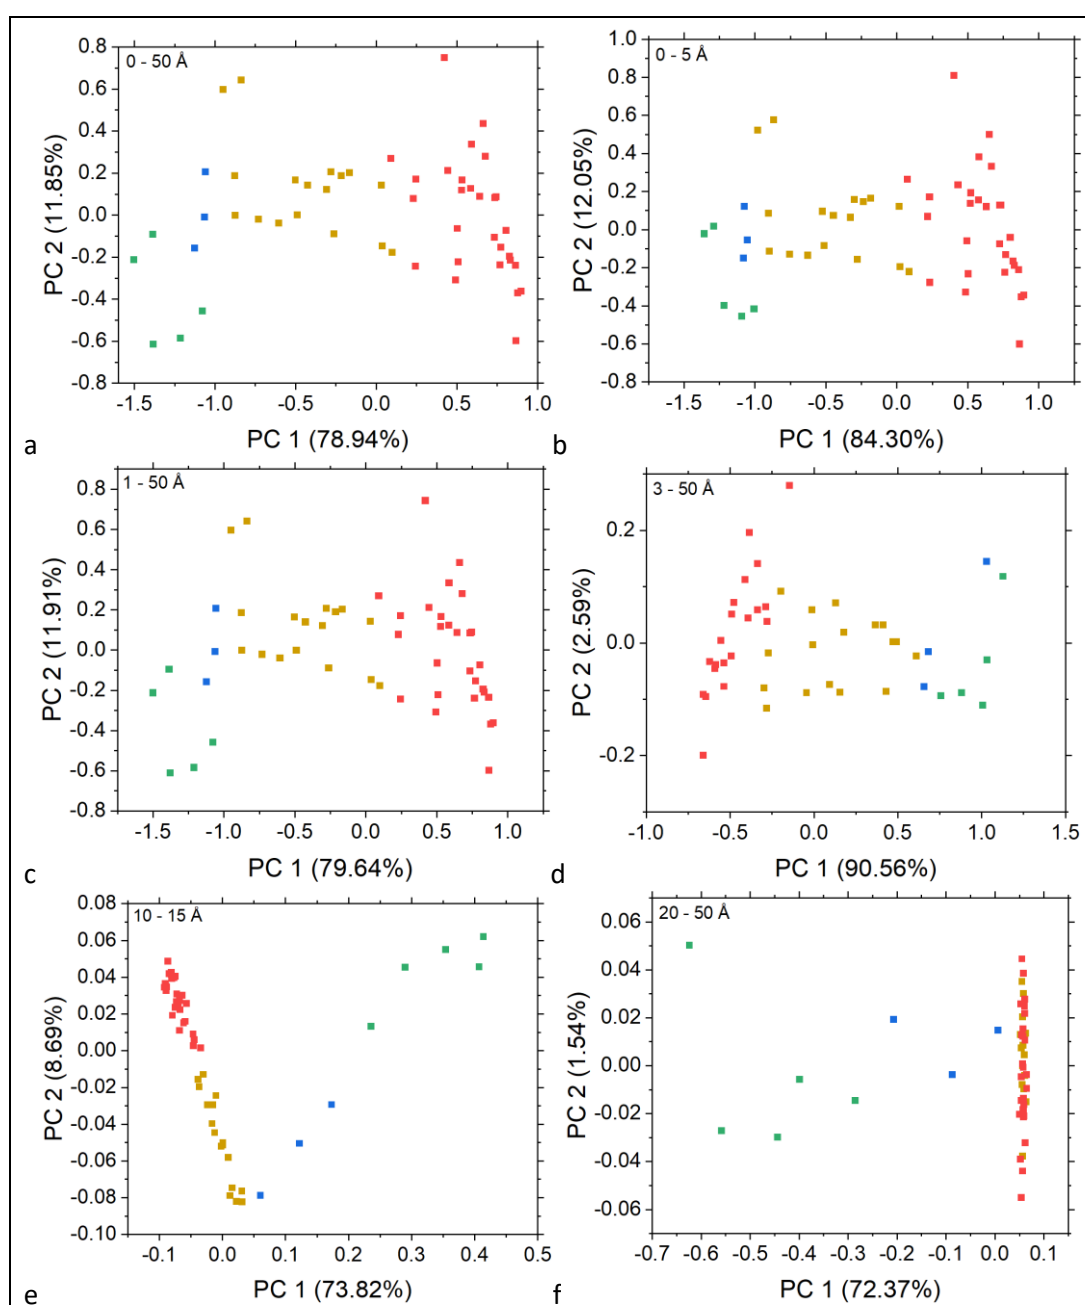 0 - 50 Å
0.8
0.6
0.4
0.2
0.0
-0.2
-0.4
-0.6
-0.8
PC 2 (11.85%)
-1.5 -1.0 -0.5 0.0 0.5 1.0
PC 1 (78.94%)
a
0 - 5 Å
1.0
0.8
0.6
0.4
0.2
0.0
-0.2
-0.4
-0.6
-0.8
PC 2 (12.05%)
-1.5 -1.0 -0.5 0.0 0.5 1.0
PC 1 (84.30%)
b
1 - 50 Å
0.8
0.6
0.4
0.2
0.0
-0.2
-0.4
-0.6
-0.8
PC 2 (11.91%)
-1.5 -1.0 -0.5 0.0 0.5 1.0
PC 1 (79.64%)
c
3 - 50 Å
0.2
0.0
-0.2
PC 2 (2.59%)
-1.0 -0.5 0.0 0.5 1.0 1.5
PC 1 (90.56%)
d
10 - 15 Å
0.08
0.06
0.04
0.02
0.00
-0.02
-0.04
-0.06
-0.08
-0.10
PC 2 (8.69%)
-0.1 0.0 0.1 0.2 0.3 0.4 0.5
PC 1 (73.82%)
e
20 - 50 Å
0.06
0.04
0.02
0.00
-0.02
-0.04
-0.06
PC 2 (1.54%)
-0.7 -0.6 -0.5 -0.4 -0.3 -0.2 -0.1 0.0 0.1
PC 1 (72.37%)
f